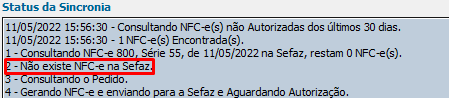 Status da Sincronia
11/05/2022 15:56:30 - Consultando NFC-e(s) não Autorizadas dos últimos 30 dias.
11/05/2022 15:56:30 - 1 NFC-e(s) Encontrada(s).
1 - Consultando NFC-e 800, Série 55, de 11/05/2022 na Sefaz, restam 0 NFC-e(s).
2 - Não existe NFC-e na Sefaz.
3 - Consultando o Pedido.
4 - Gerando NFC-e e enviando para a Sefaz e Aguardando Autorização.